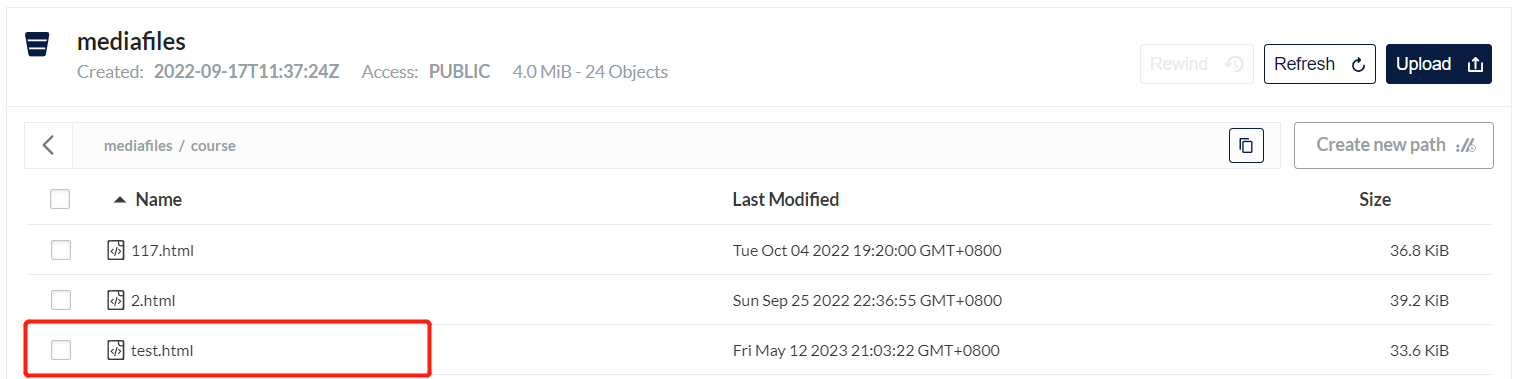 mediafiles
Created: 2022-09-17T11:37:24Z Access: PUBLIC 4.0 MiB - 24 Objects
Rewind Refresh Upload
mediafiles / course
Create new path
Name Last Modified Size
117.html Tue Oct 04 2022 19:20:00 GMT+0800 36.8 KiB
2.html Sun Sep 25 2022 22:36:55 GMT+0800 39.2 KiB
test.html Fri May 12 2023 21:03:22 GMT+0800 33.6 KiB